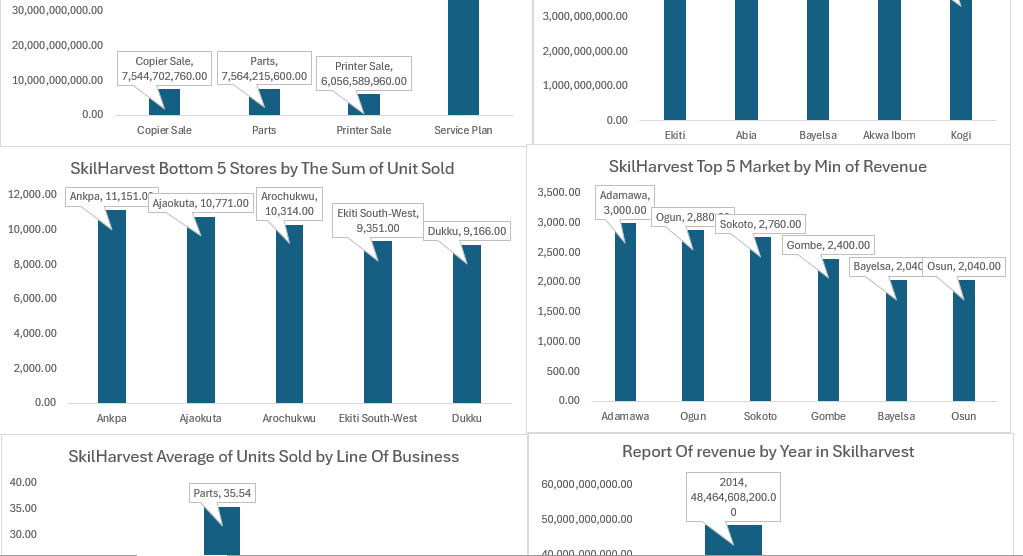 30,000,000,000.00
20,000,000,000.00
10,000,000,000.00
0.00
Copier Sale,
7,544,702,760.00
Parts,
7,564,215,600.00
Printer Sale,
6,056,589,960.00
Copier Sale
Parts
Printer Sale
Service Plan
3,000,000,000.00
2,000,000,000.00
1,000,000,000.00
0.00
Ekiti
Abia
Bayelsa
Akwa Ibom
Kogi
SkilHarvest Bottom 5 Stores by The Sum of Unit Sold
12,000.00
10,000.00
8,000.00
6,000.00
4,000.00
2,000.00
0.00
Ankpa, 11,151.00
Ajaokuta, 10,771.00
Arochukwu,
10,314.00
Ekiti South-West,
9,351.00
Dukku, 9,166.00
Ankpa
Ajaokuta
Arochukwu
Ekiti South-West
Dukku
SkilHarvest Top 5 Market by Min of Revenue
3,500.00
3,000.00
2,500.00
2,000.00
1,500.00
1,000.00
500.00
0.00
Adamawa,
3,000.00
Ogun, 2,880.00
Sokoto, 2,760.00
Gombe, 2,400.00
Bayelsa, 2,040
Osun, 2,040.00
Adamawa
Ogun
Sokoto
Gombe
Bayelsa
Osun
SkilHarvest Average of Units Sold by Line Of Business
40.00
35.00
30.00
Parts, 35.54
Report Of revenue by Year in Skilharvest
60,000,000,000.00
50,000,000,000.00
40,000,000,000.00
2014,
48,464,608,200.0
0